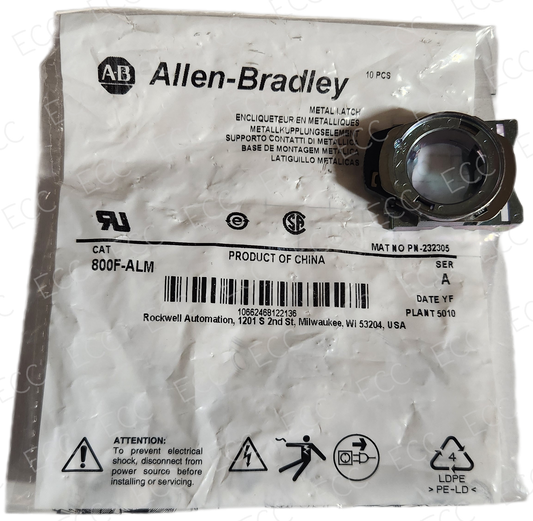 AB Allen-Bradley 10 PCS
METAL LATCH
ENCLIQUETEUR EN METALLIQUES
METALLKUPPLUNGSELEMENT
SUPPORTO CONTATTI DI METALLICO
BASE DE MONTAGEM METALICA
LATIGUILLO METALICAS
CAT
800F-ALM
PRODUCT OF CHINA
MAT NO PN-232305
SER
A
DATE YF
PLANT 5010
10662468122136
Rockwell Automation, 1201 S 2nd St, Milwaukee, WI 53204, USA
ATTENTION:
To prevent electrical
shock, disconnect from
power source before
installing or servicing.
4
LDPE
> PE-LD <
ECC